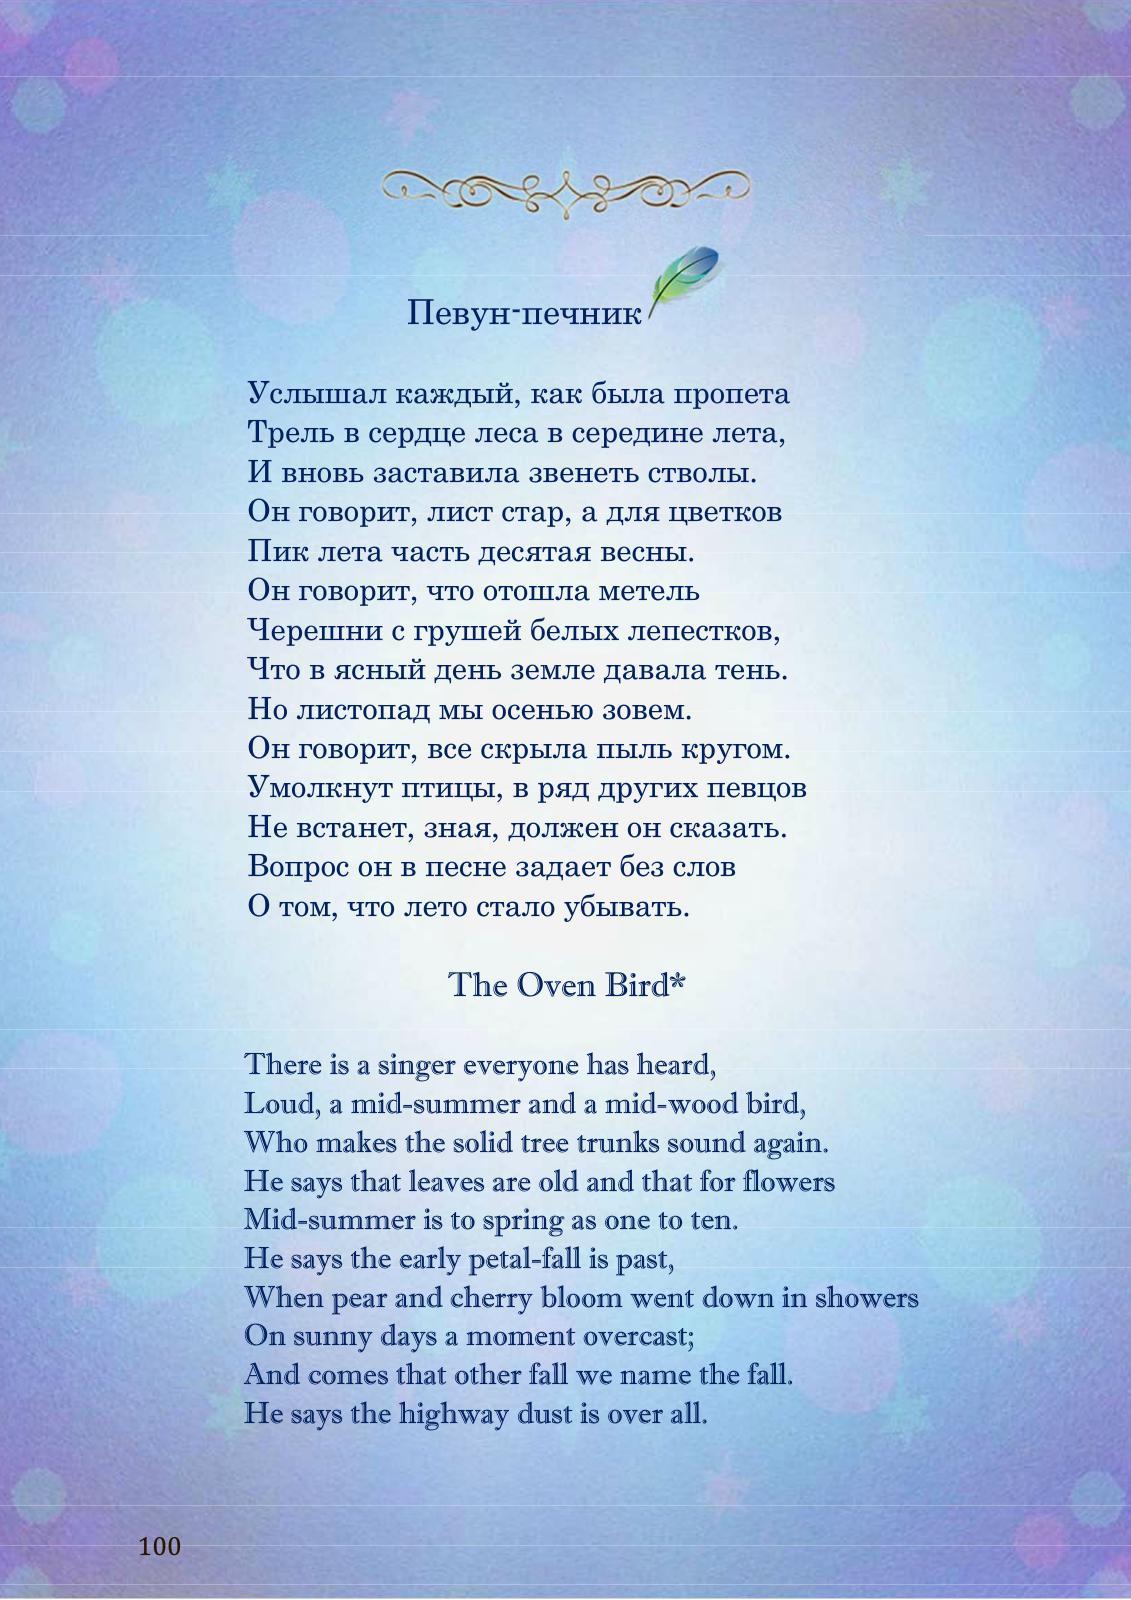 Певун-печник
Услышал каждый, как была пропета
Трель в сердце леса в середине лета,
И вновь заставила звенеть стволы.
Он говорит, лист стар, а для цветков
Пик лета часть десятая весны.
Он говорит, что отошла метель
Черешни с грушей белых лепестков,
Что в ясный день земле давала тень.
Но листопад мы осенью зовем.
Он говорит, все скрыла пыль кругом.
Умолкнут птицы, в ряд других певцов
Не встанет, зная, должен он сказать.
Вопрос он в песне задает без слов
О том, что лето стало убывать.
The Oven Bird*
There is a singer everyone has heard,
Loud, a mid-summer and a mid-wood bird,
Who makes the solid tree trunks sound again.
He says that leaves are old and that for flowers
Mid-summer is to spring as one to ten.
He says the early petal-fall is past,
When pear and cherry bloom went down in showers
On sunny days a moment overcast;
And comes that other fall we name the fall.
He says the highway dust is over all.
100